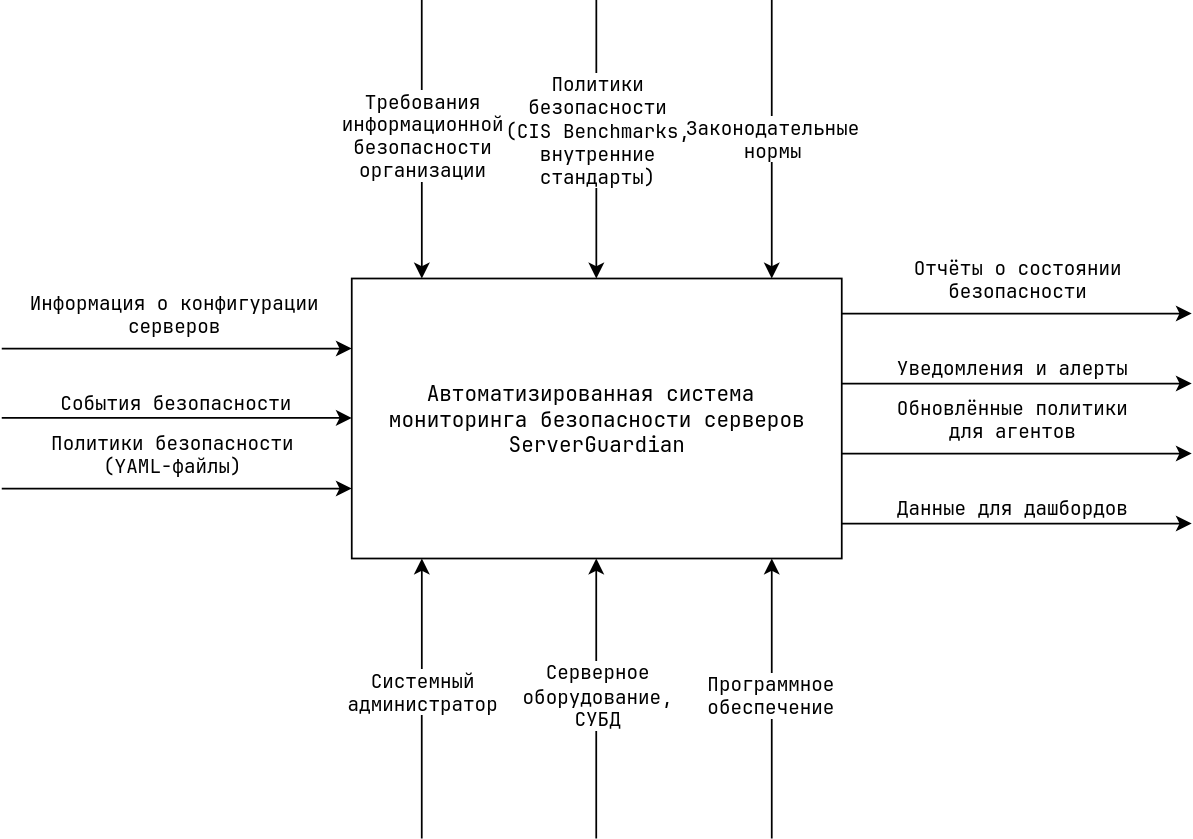 Требования
информационной
безопасности
организации
Политики
безопасности
(CIS Benchmarks,
внутренние
стандарты)
Законодательные
нормы
Информация о конфигурации
серверов
События безопасности
Политики безопасности
(YAML-файлы)
Автоматизированная система
мониторинга безопасности серверов
ServerGuardian
Отчёты о состоянии
безопасности
Уведомления и алерты
Обновлённые политики
для агентов
Данные для дашбордов
Системный
администратор
Серверное
оборудование,
СУБД
Программное
обеспечение